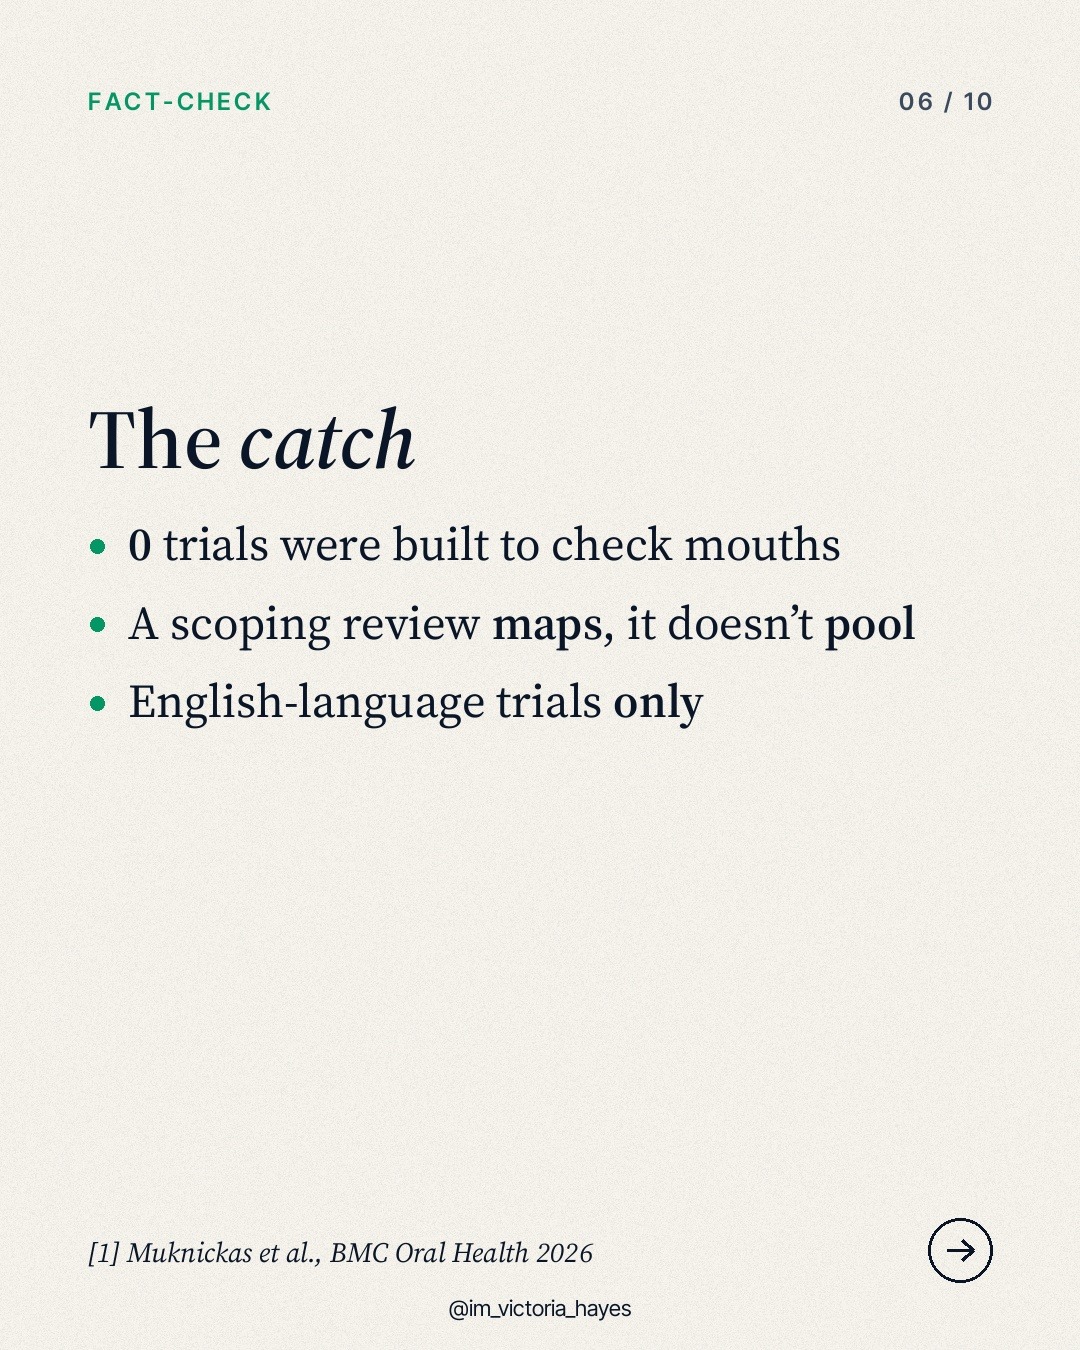 FACT-CHECK
06 / 10
The catch
0 trials were built to check mouths
A scoping review maps, it doesn’t pool
English-language trials only
[1] Muknickas et al., BMC Oral Health 2026
@im_victoria_hayes